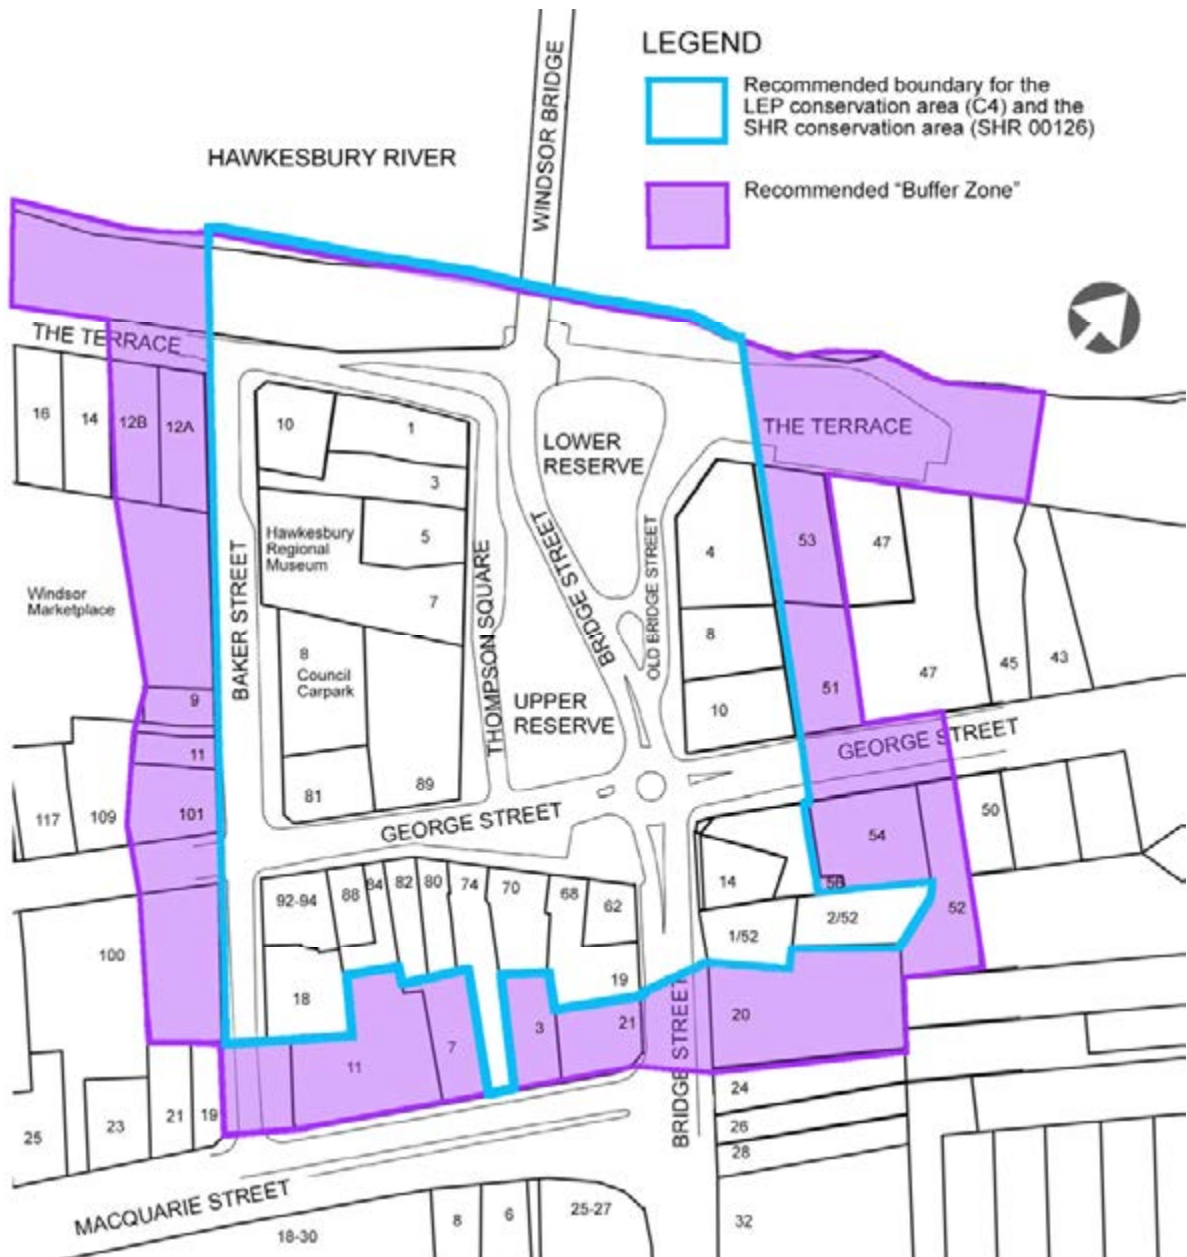 LEGEND
Recommended boundary for the
LEP conservation area (C4) and the
SHR conservation area (SHR 00126)
Recommended “Buffer Zone”
HAWKESBURY RIVER
WINDSOR BRIDGE
THE TERRACE
16
14
12B
12A
10
1
3
5
7
Hawkesbury
Regional
Museum
8
Council
Carpark
81
89
BAKER STREET
THOMPSON SQUARE
BRIDGE STREET
OLD BRIDGE STREET
LOWER
RESERVE
UPPER
RESERVE
THE TERRACE
4
8
10
53
51
47
47
45
43
Windsor
Marketplace
9
11
101
117
109
GEORGE STREET
GEORGE STREET
50
54
56
52
14
1/52
2/52
92-94
88
84
82
80
74
70
68
62
100
18
19
11
7
3
21
20
BRIDGE STREET
25
23
21
19
24
26
28
32
MACQUARIE STREET
18-30
8
6
25-27